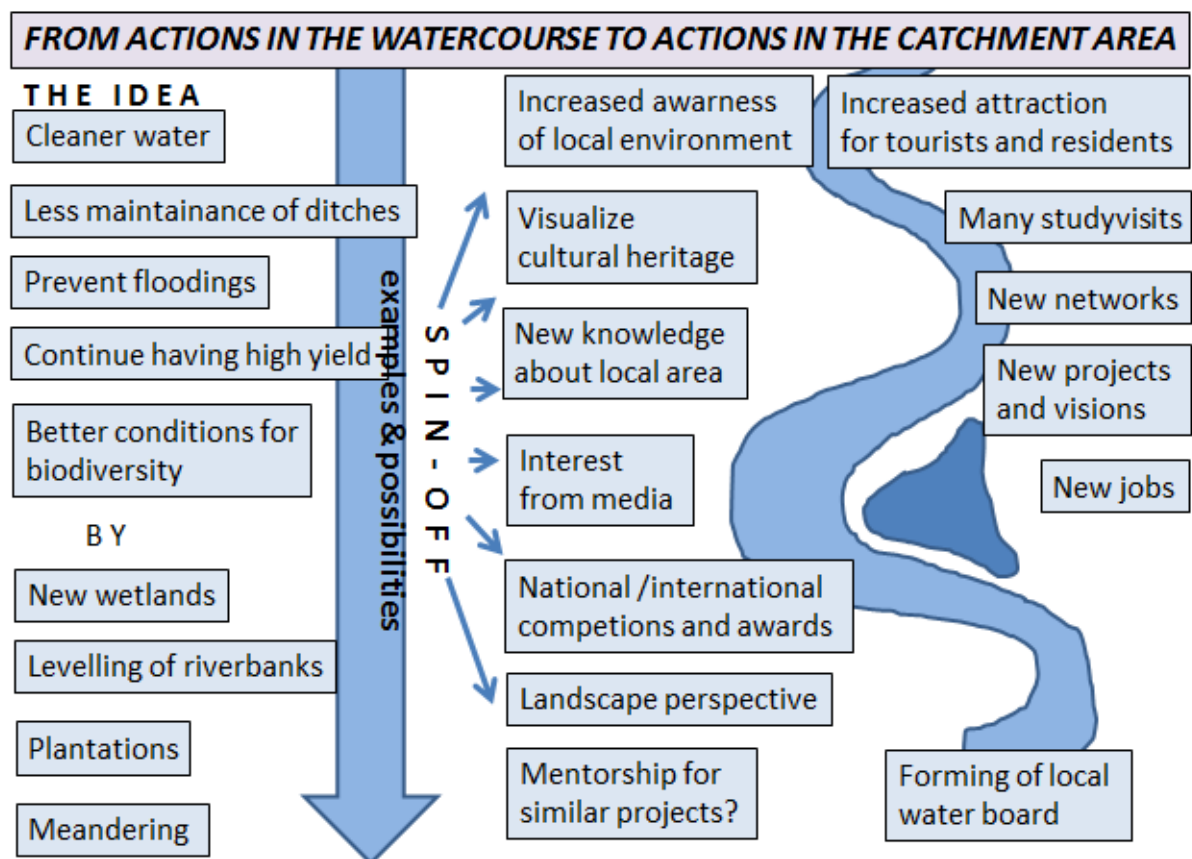 FROM ACTIONS IN THE WATERCOURSE TO ACTIONS IN THE CATCHMENT AREA
THE IDEA
Cleaner water
Less maintainance of ditches
Prevent floodings
Continue having high yield
Better conditions for
biodiversity
BY
New wetlands
Levelling of riverbanks
Plantations
Meandering
examples & possibilities
SPIN-OFF
Increased awarness
of local environment
Visualize
cultural heritage
New knowledge
about local area
Interest
from media
National /international
competions and awards
Landscape perspective
Mentorship for
similar projects?
Increased attraction
for tourists and residents
Many studyvisits
New networks
New projects
and visions
New jobs
Forming of local
water board